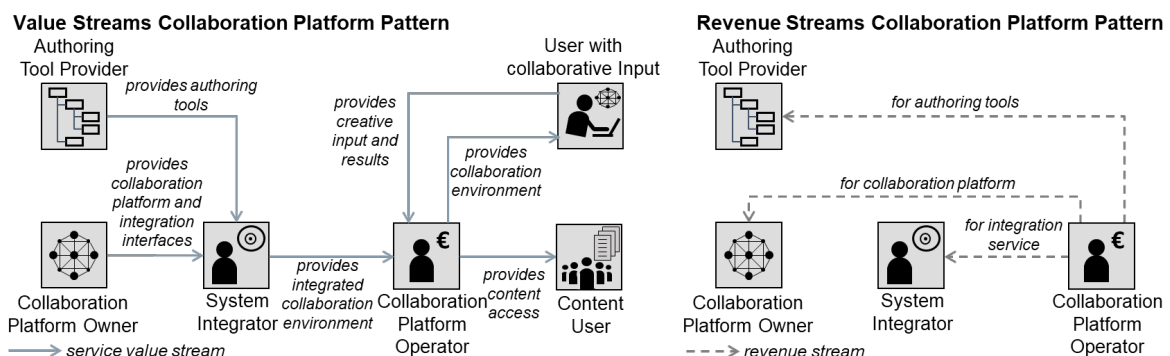 Value Streams Collaboration Platform Pattern
Authoring
Tool Provider
provides authoring
tools
User with
collaborative Input
provides
creative input
and
results
provides
collaboration
environment
provides
collaboration
platform and
integration
interfaces
€
Collaboration
Platform Owner
System
Integrator
provides
integrated
collaboration
environment
Collaboration
Platform
Operator
provides
content
access
Content
User
service value stream
Revenue Streams Collaboration Platform Pattern
Authoring
Tool Provider
for authoring tools
for collaboration platform
for integration
service
€
Collaboration
Platform Owner
System
Integrator
Collaboration
Platform
Operator
revenue stream